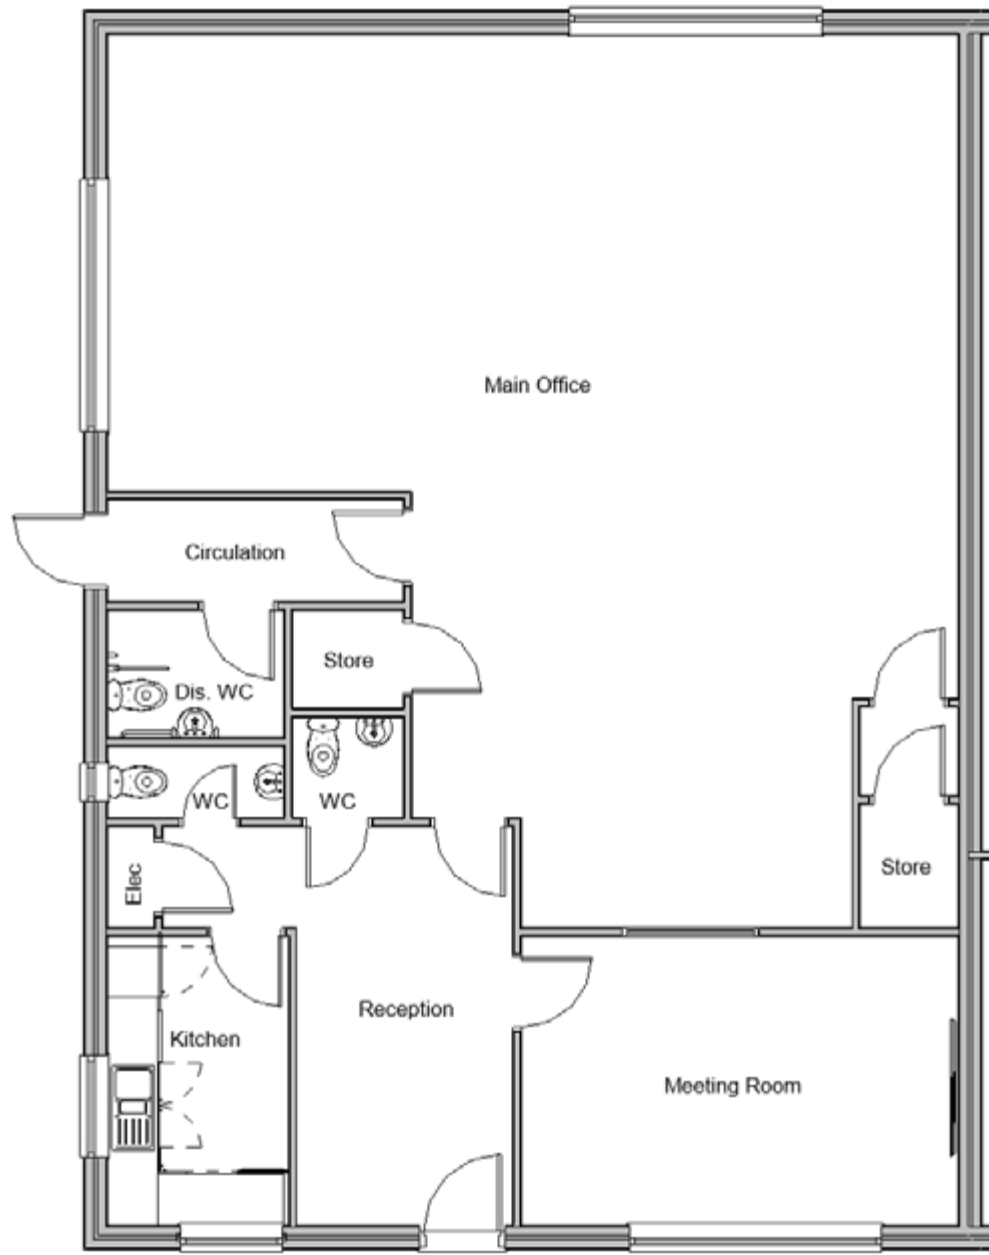 Main Office
Circulation
Store
Dis. WC
WC
WC
Elec
Store
Reception
Kitchen
Meeting Room